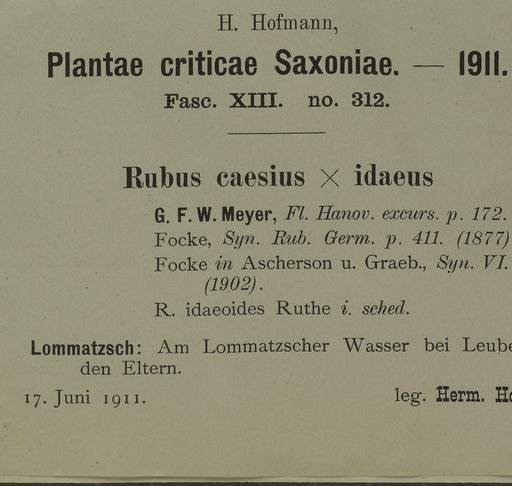 H. Hofmann,
Plantae criticae Saxoniae. — 1911.
Fasc. XIII. no. 312.
Rubus caesius × idaeus
G. F. W. Meyer, Fl. Hanov. excurs. p. 172.
Focke, Syn. Rub. Germ. p. 411. (1877)
Focke in Ascherson u. Graeb., Syn. VI.
(1902).
R. idaeoides Ruthe i. sched.
Lommatzsch: Am Lommatzscher Wasser bei Leube
den Eltern.
17. Juni 1911. leg. Herm. Ho